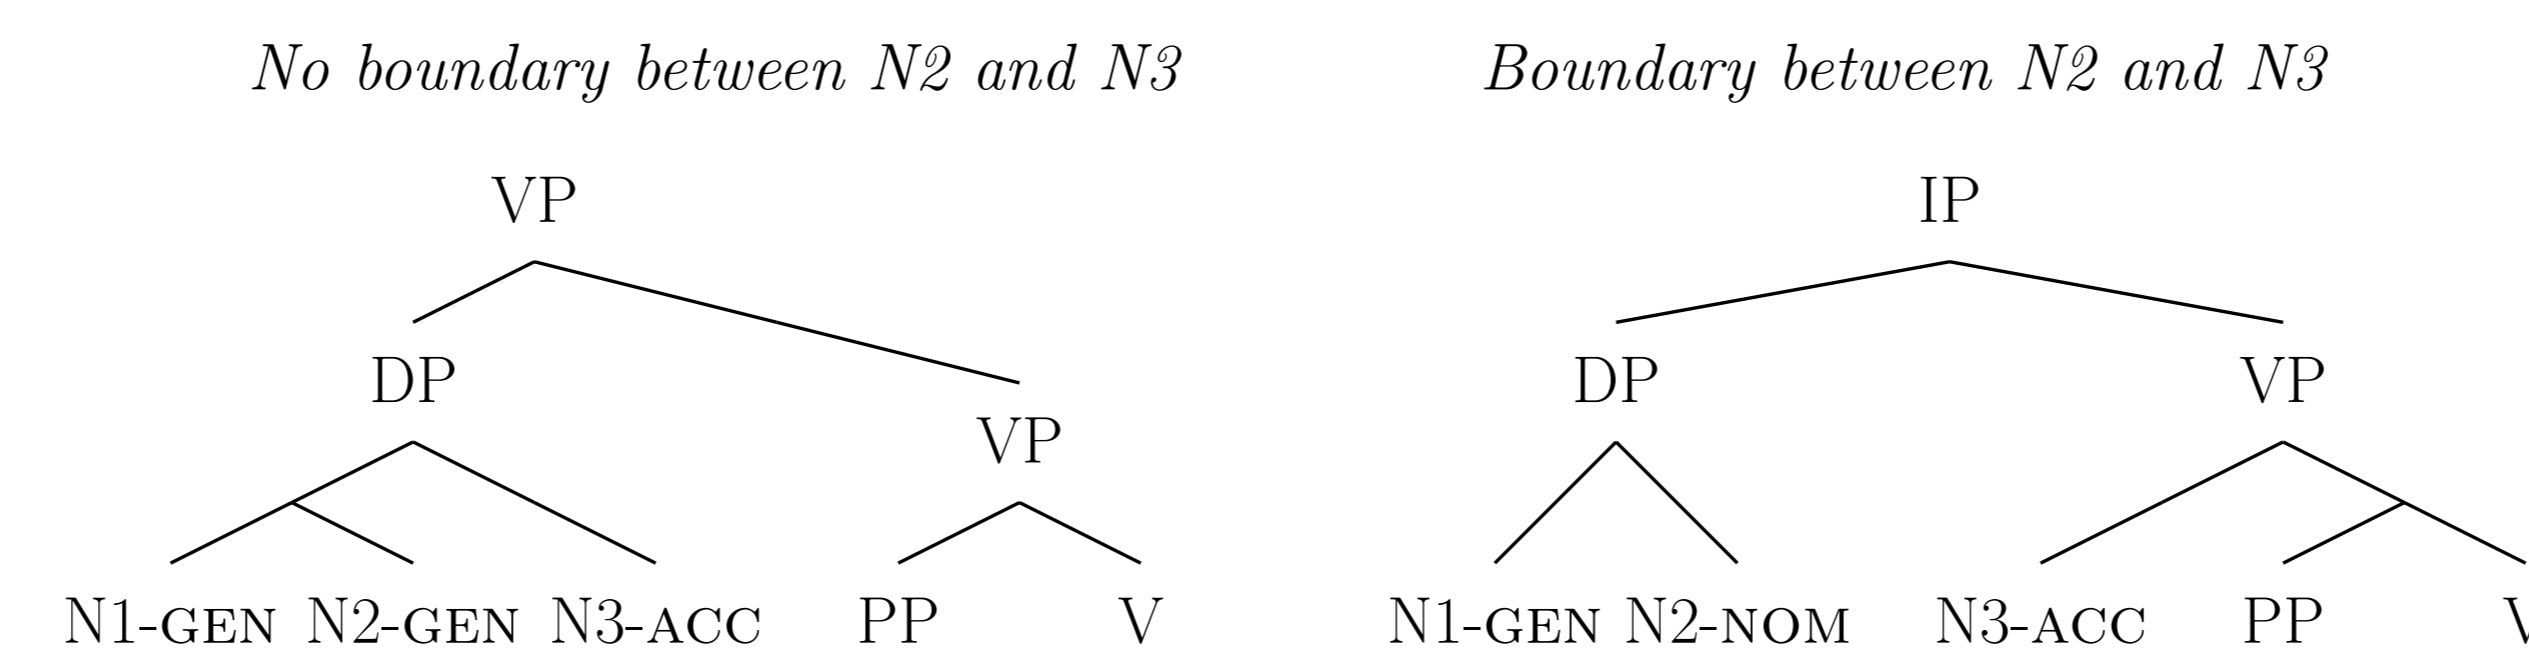 No boundary between N2 and N3 Boundary between N2 and N3
VP IP
DP DP VP
VP
N1-GEN N2-GEN N3-ACC PP V N1-GEN N2-NOM N3-ACC PP V